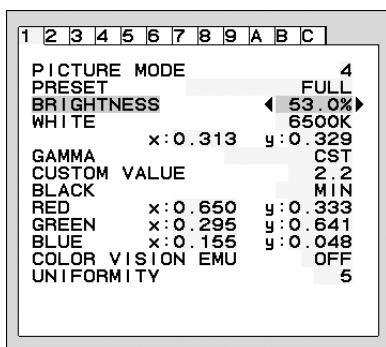 1 2 3 4 5 6 7 8 9 A B C
PICTURE MODE 4
PRESET FULL
BRIGHTNESS 53.0%
WHITE 6500K
x:0.313 y:0.329
GAMMA CST
CUSTOM VALUE 2.2
BLACK MIN
RED x:0.650 y:0.333
GREEN x:0.295 y:0.641
BLUE x:0.155 y:0.048
COLOR VISION EMU OFF
UNIFORMITY 5